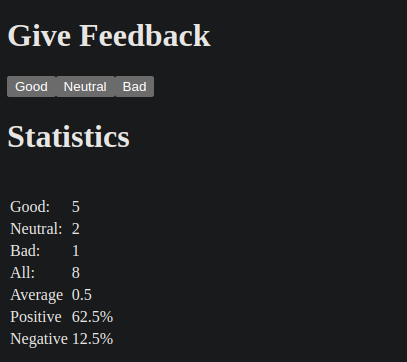 Give Feedback
Good Neutral Bad
Statistics
Good: 5
Neutral: 2
Bad: 1
All: 8
Average 0.5
Positive 62.5%
Negative 12.5%